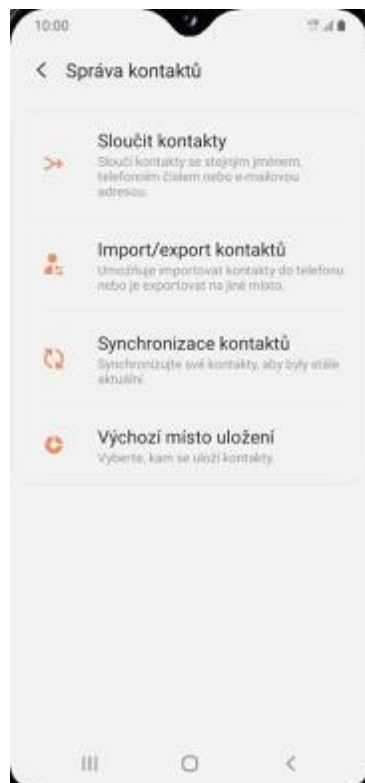 10:00
Správa kontaktů
Sloučit kontakty
Sloučí kontakty se stejným jménem,
telefonním číslem nebo e-mailovou
adresou.
Import/export kontaktů
Umožňuje importovat kontakty do telefonu
nebo je exportovat na jiné místo.
Synchronizace kontaktů
Synchronizujte své kontakty, aby byly stále
aktuální.
Výchozí místo uložení
Vyberte, kam se uloží kontakty.